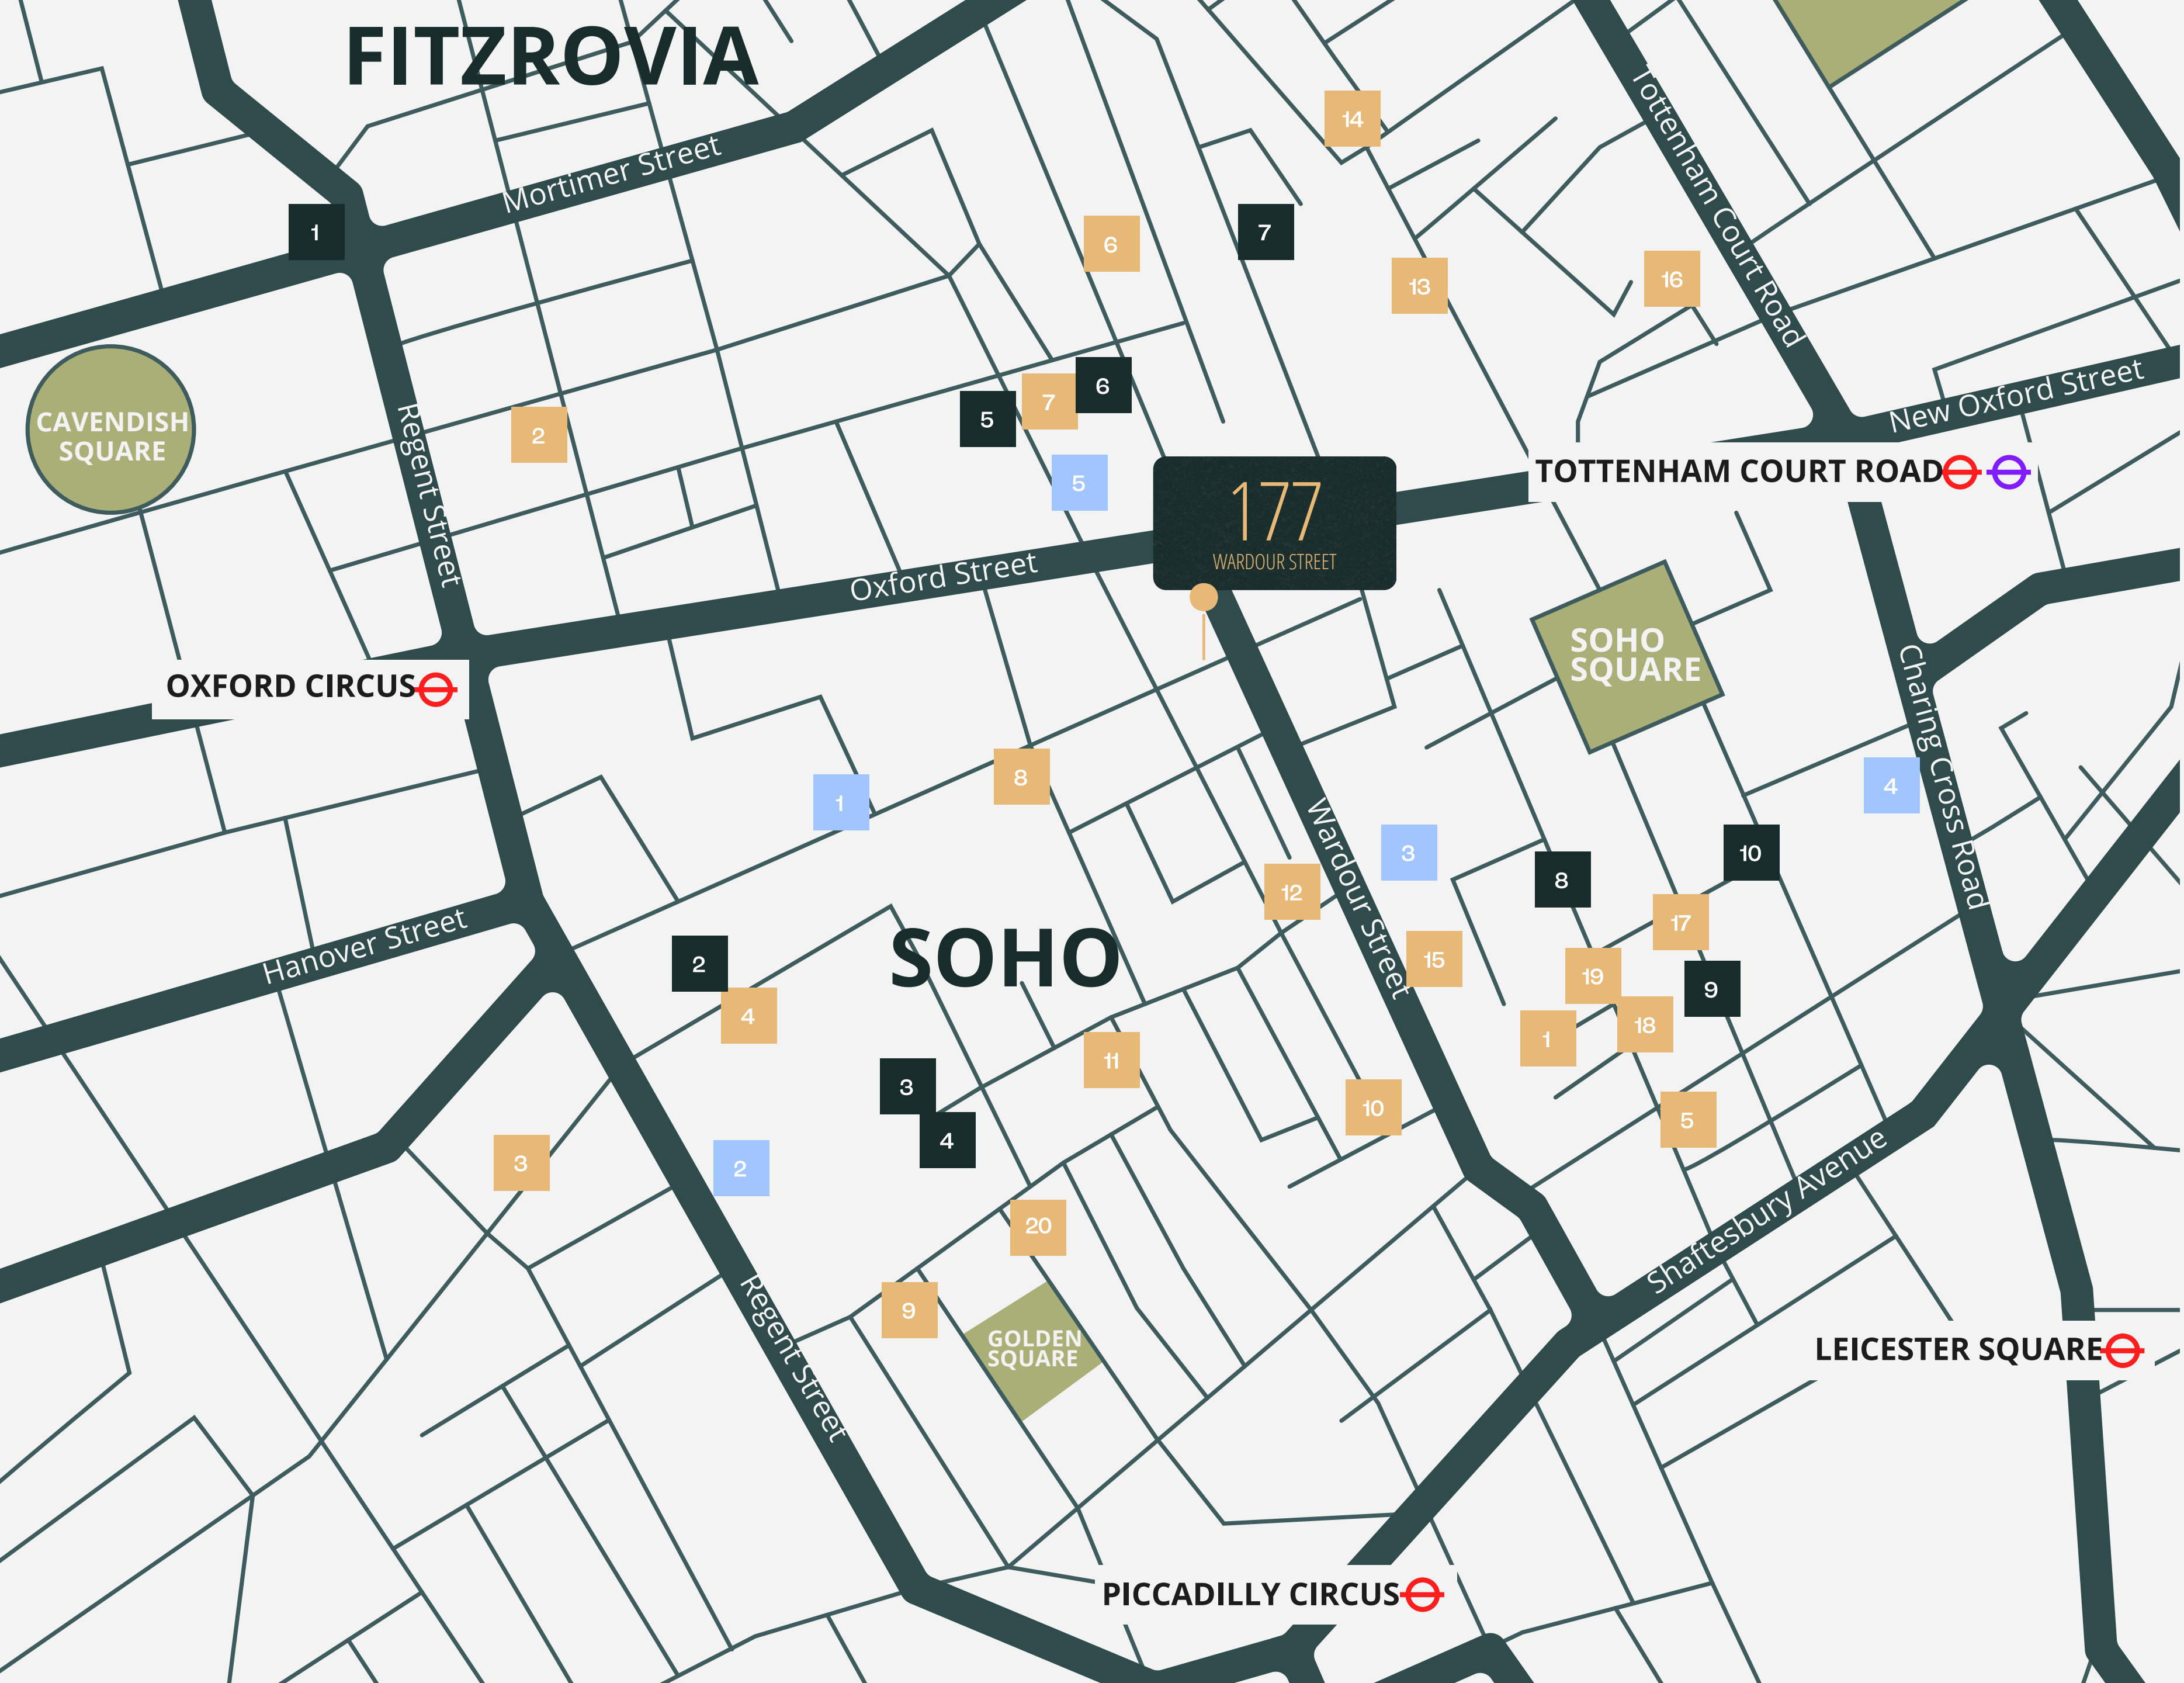 FITZROVIA
14
Tottenham Court Road
Mortimer Street
1
6
7
13
16
CAVENDISH
SQUARE
Regent Street
2
5
7
6
New Oxford Street
5
177
WARDOUR STREET
TOTTENHAM COURT ROAD
Oxford Street
SOHO
SQUARE
OXFORD CIRCUS
Charing Cross Road
1
8
4
Wardour Street
3
8
10
12
17
Hanover Street
2
SOHO
15
19
9
4
1
18
3
11
10
5
4
3
2
20
Shaftesbury Avenue
9
Regent Street
GOLDEN
SQUARE
LEICESTER SQUARE
PICCADILLY CIRCUS